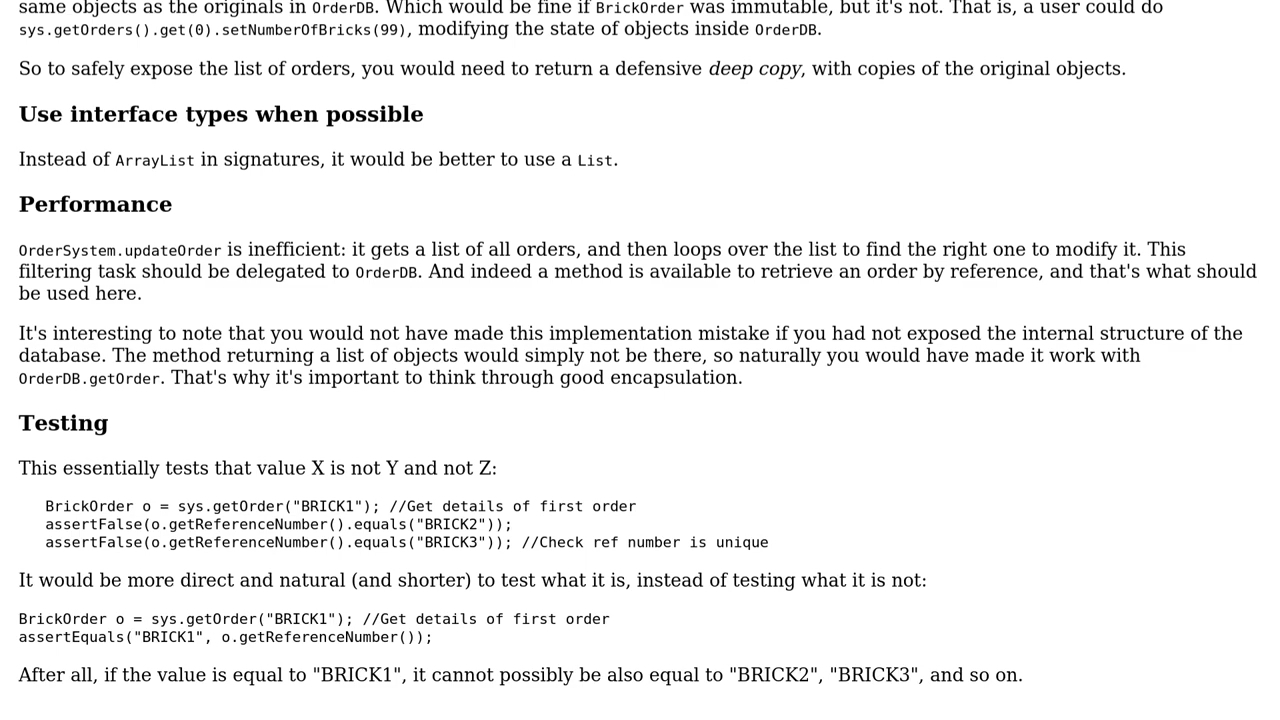 same objects as the originals in OrderDB. Which would be fine if BrickOrder was immutable, but it's not. That is, a user could do
sys.getOrders().get(0).setNumberOfBricks(99), modifying the state of objects inside OrderDB.
So to safely expose the list of orders, you would need to return a defensive deep copy, with copies of the original objects.
Use interface types when possible
Instead of ArrayList in signatures, it would be better to use a List.
Performance
OrderSystem.updateOrder is inefficient: it gets a list of all orders, and then loops over the list to find the right one to modify it. This
filtering task should be delegated to OrderDB. And indeed a method is available to retrieve an order by reference, and that's what should
be used here.
It's interesting to note that you would not have made this implementation mistake if you had not exposed the internal structure of the
database. The method returning a list of objects would simply not be there, so naturally you would have made it work with
OrderDB.getOrder. That's why it's important to think through good encapsulation.
Testing
This essentially tests that value X is not Y and not Z:
BrickOrder o = sys.getOrder("BRICK1"); //Get details of first order
assertFalse(o.getReferenceNumber().equals("BRICK2"));
assertFalse(o.getReferenceNumber().equals("BRICK3")); //Check ref number is unique
It would be more direct and natural (and shorter) to test what it is, instead of testing what it is not:
BrickOrder o = sys.getOrder("BRICK1"); //Get details of first order
assertEquals("BRICK1", o.getReferenceNumber());
After all, if the value is equal to "BRICK1", it cannot possibly be also equal to "BRICK2", "BRICK3", and so on.